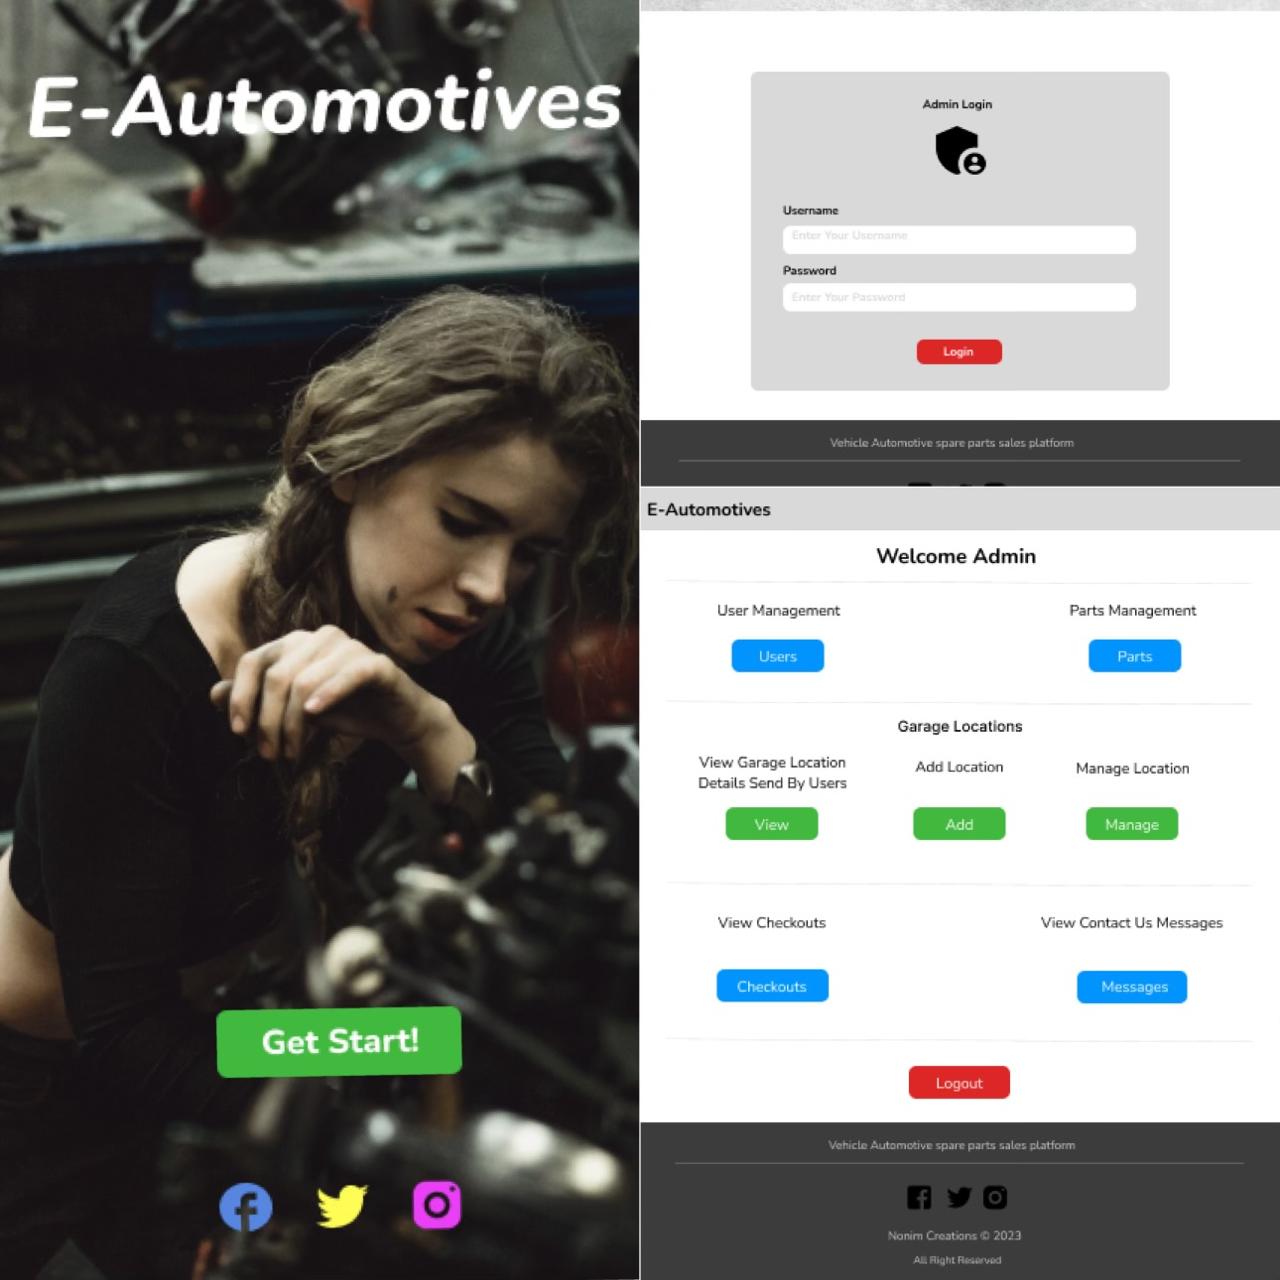 E-Automotives
Get Start!
Admin Login
Username
Enter Your Username
Password
Enter Your Password
Login
Vehicle Automotive spare parts sales platform
E-Automotives
Welcome Admin
User Management
Parts Management
Users
Parts
Garage Locations
View Garage Location
Details Send By Users
Add Location
Manage Location
View
Add
Manage
View Checkouts
View Contact Us Messages
Checkouts
Messages
Logout
Vehicle Automotive spare parts sales platform
Nonim Creations © 2023
All Right Reserved